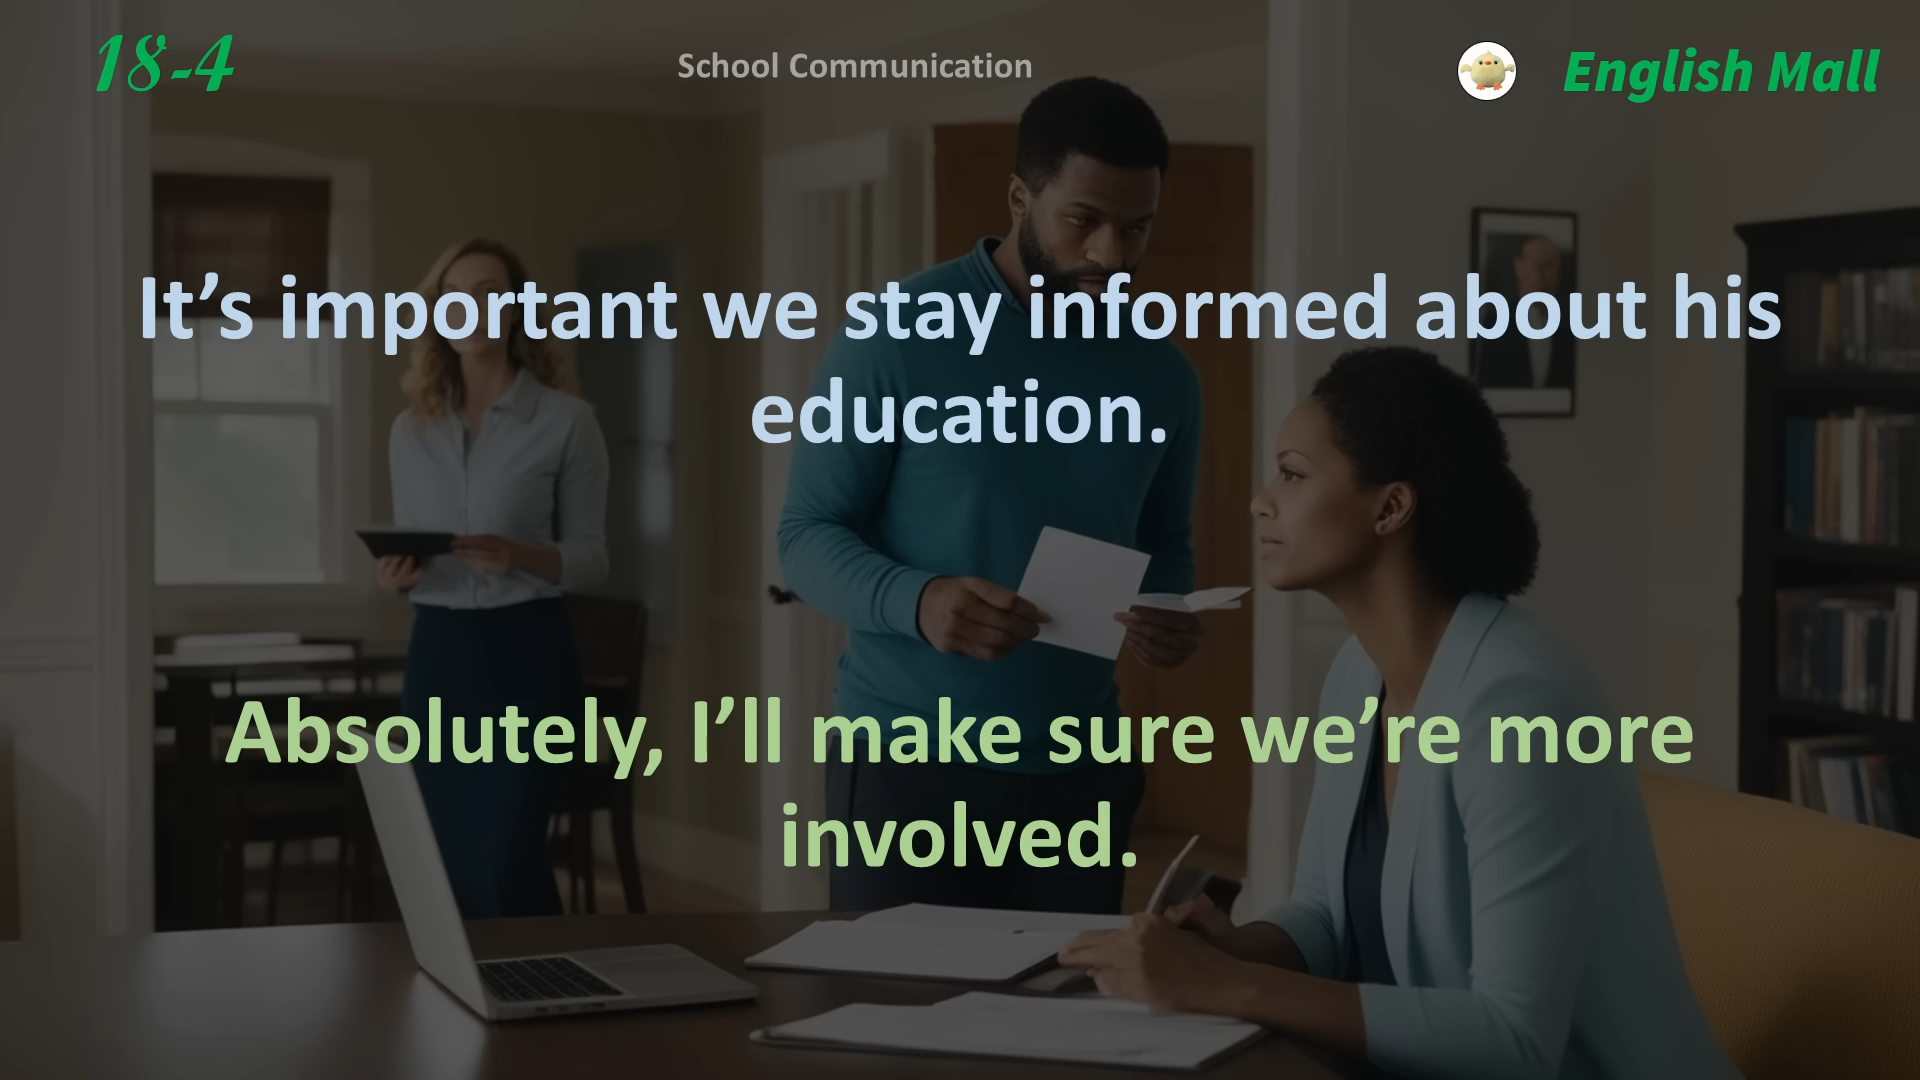 18-4
School Communication
English Mall
It’s important we stay informed about his
education.
Absolutely, I’ll make sure we’re more
involved.